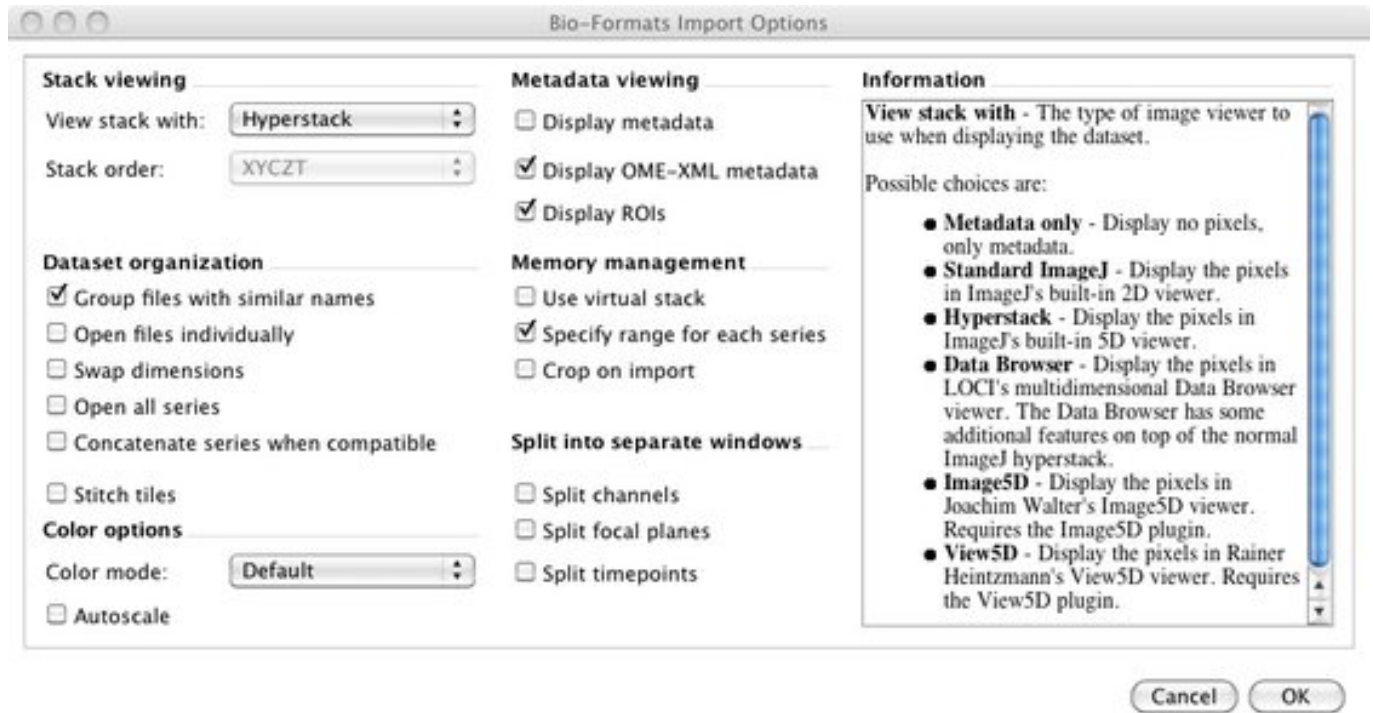 Bio-Formats Import Options
Stack viewing
View stack with: Hyperstack
Stack order: XYCZT
Dataset organization
Group files with similar names
Open files individually
Swap dimensions
Open all series
Concatenate series when compatible
Stitch tiles
Color options
Color mode: Default
Autoscale
Metadata viewing
Display metadata
Display OME-XML metadata
Display ROIs
Memory management
Use virtual stack
Specify range for each series
Crop on import
Split into separate windows
Split channels
Split focal planes
Split timepoints
Information
View stack with - The type of image viewer to
use when displaying the dataset.
Possible choices are:
● Metadata only - Display no pixels,
only metadata.
● Standard ImageJ - Display the pixels
in ImageJ's built-in 2D viewer.
● Hyperstack - Display the pixels in
ImageJ's built-in 5D viewer.
● Data Browser - Display the pixels in
LOCI's multidimensional Data Browser
viewer. The Data Browser has some
additional features on top of the normal
ImageJ hyperstack.
● Image5D - Display the pixels in
Joachim Walter's Image5D viewer.
Requires the Image5D plugin.
● View5D - Display the pixels in Rainer
Heintzmann's View5D viewer. Requires
the View5D plugin.
Cancel
OK